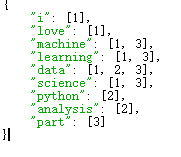 {
"i": [1],
"love": [1],
"machine": [1, 3],
"learning": [1, 3],
"data": [1, 2, 3],
"science": [1, 3],
"python": [2],
"analysis": [2],
"part": [3]
}